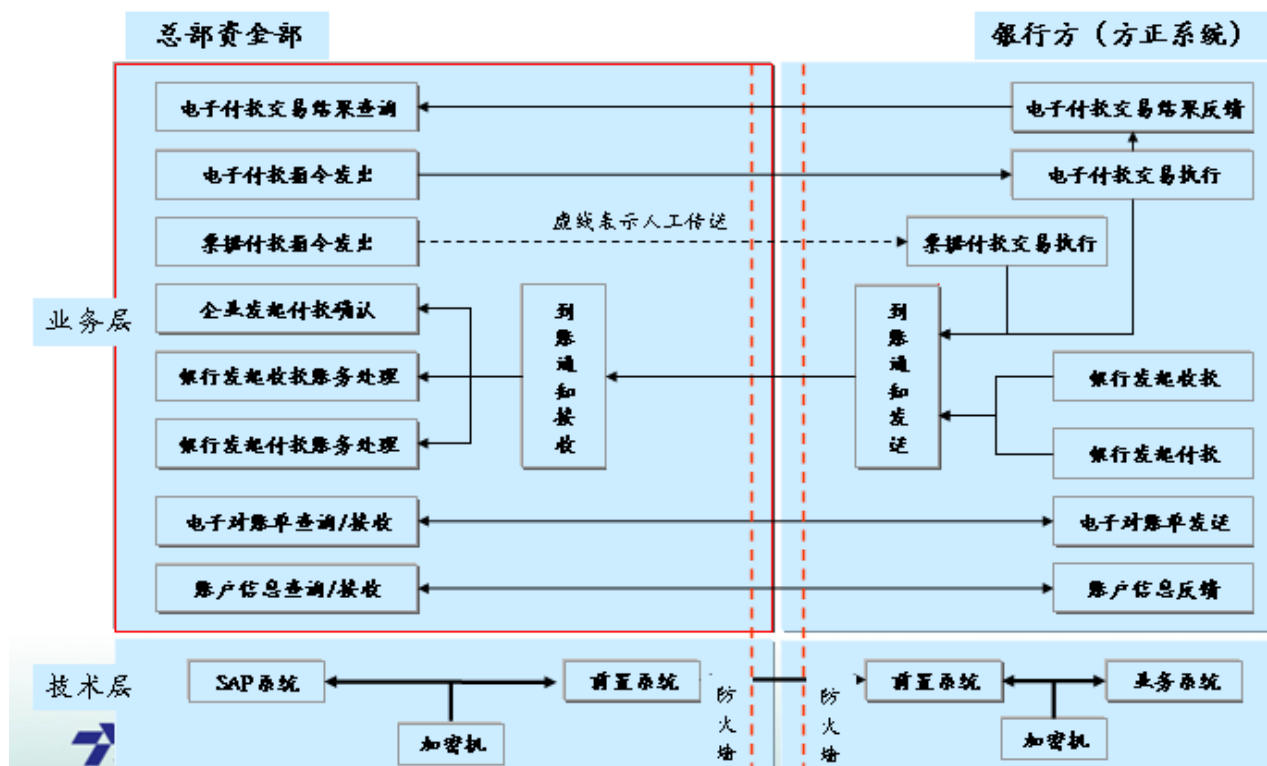 总部资金部
银行方（方正系统）
电子付款交易结果查询
电子付款交易结果反馈
电子付款指令发出
电子付款交易执行
票据付款指令发出
虚线表示人工传送
票据付款交易执行
业务层
企业发起付款确认
银行发起收款账务处理
银行发起付款账务处理
到账通知接收
到账通知发送
银行发起收款
银行发起付款
电子对账单查询/接收
电子对账单发送
账户信息查询/接收
账户信息反馈
技术层
SAP系统
前置系统
防火墙
防火墙
前置系统
业务系统
加密机
加密机